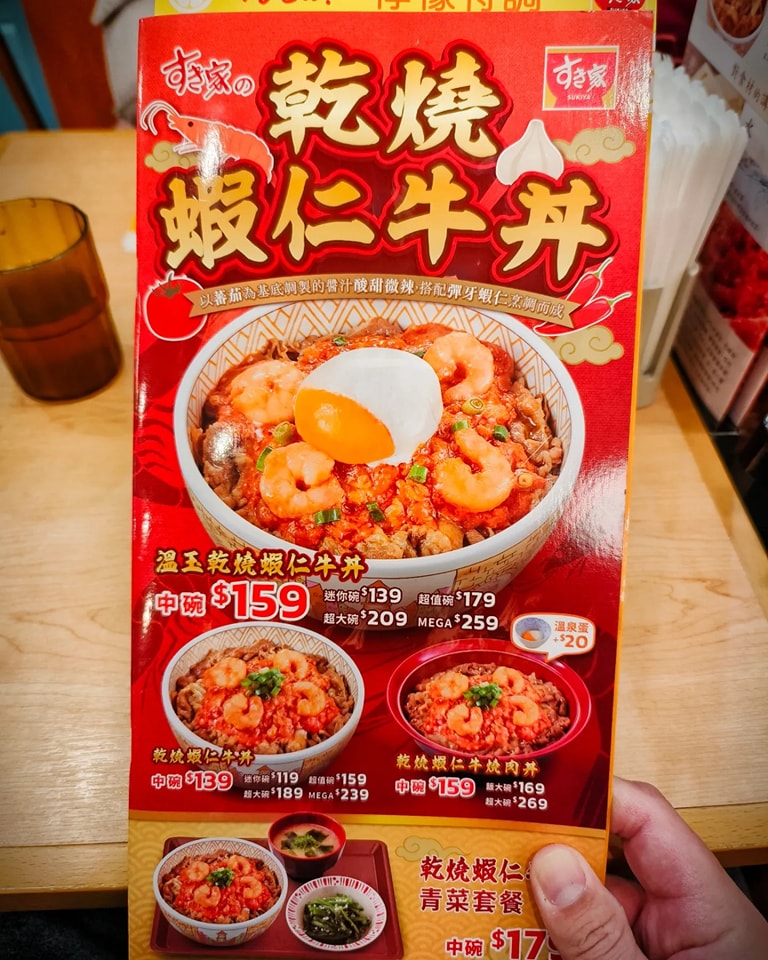 すき家の
乾燒
すき家
SUKIYA
蝦仁牛丼
以蕃茄為基底調製的醬汁酸甜微辣·搭配彈牙蝦仁烹調而成
溫玉乾燒蝦仁牛丼
中碗 $159
迷你碗 $139 超值碗 $179
超大碗 $209 MEGA $259
溫泉蛋
+$20
乾燒蝦仁牛丼
中碗 $139
迷你碗 $119 超值碗 $159
超大碗 $189 MEGA $239
乾燒蝦仁牛燒肉丼
中碗 $159
飯大碗 $169
超大碗 $269
乾燒蝦仁
青菜套餐
中碗